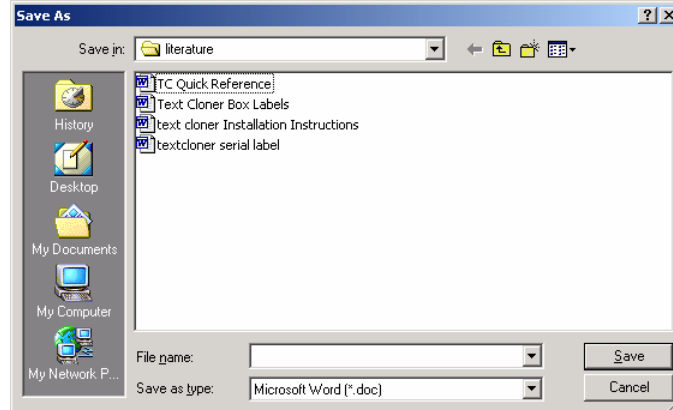 Save As
Save in: literature
History
Desktop
My Documents
My Computer
My Network P...
TC Quick Reference
Text Cloner Box Labels
text cloner Installation Instructions
textcloner serial label
File name:
Save
Save as type: Microsoft Word (*.doc)
Cancel